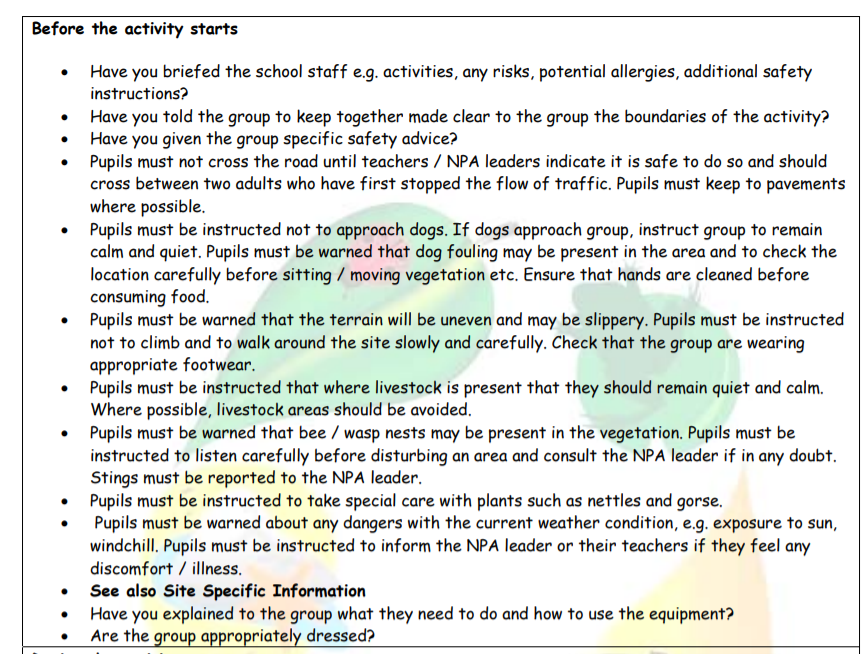 Before the activity starts
• Have you briefed the school staff e.g. activities, any risks, potential allergies, additional safety
instructions?
• Have you told the group to keep together made clear to the group the boundaries of the activity?
• Have you given the group specific safety advice?
• Pupils must not cross the road until teachers / NPA leaders indicate it is safe to do so and should
cross between two adults who have first stopped the flow of traffic. Pupils must keep to pavements
where possible.
• Pupils must be instructed not to approach dogs. If dogs approach group, instruct group to remain
calm and quiet. Pupils must be warned that dog fouling may be present in the area and to check the
location carefully before sitting / moving vegetation etc. Ensure that hands are cleaned before
consuming food.
• Pupils must be warned that the terrain will be uneven and may be slippery. Pupils must be instructed
not to climb and to walk around the site slowly and carefully. Check that the group are wearing
appropriate footwear.
• Pupils must be instructed that where livestock is present that they should remain quiet and calm.
Where possible, livestock areas should be avoided.
• Pupils must be warned that bee / wasp nests may be present in the vegetation. Pupils must be
instructed to listen carefully before disturbing an area and consult the NPA leader if in any doubt.
Stings must be reported to the NPA leader.
• Pupils must be instructed to take special care with plants such as nettles and gorse.
• Pupils must be warned about any dangers with the current weather condition, e.g. exposure to sun,
windchill. Pupils must be instructed to inform the NPA leader or their teachers if they feel any
discomfort / illness.
• See also Site Specific Information
• Have you explained to the group what they need to do and how to use the equipment?
• Are the group appropriately dressed?